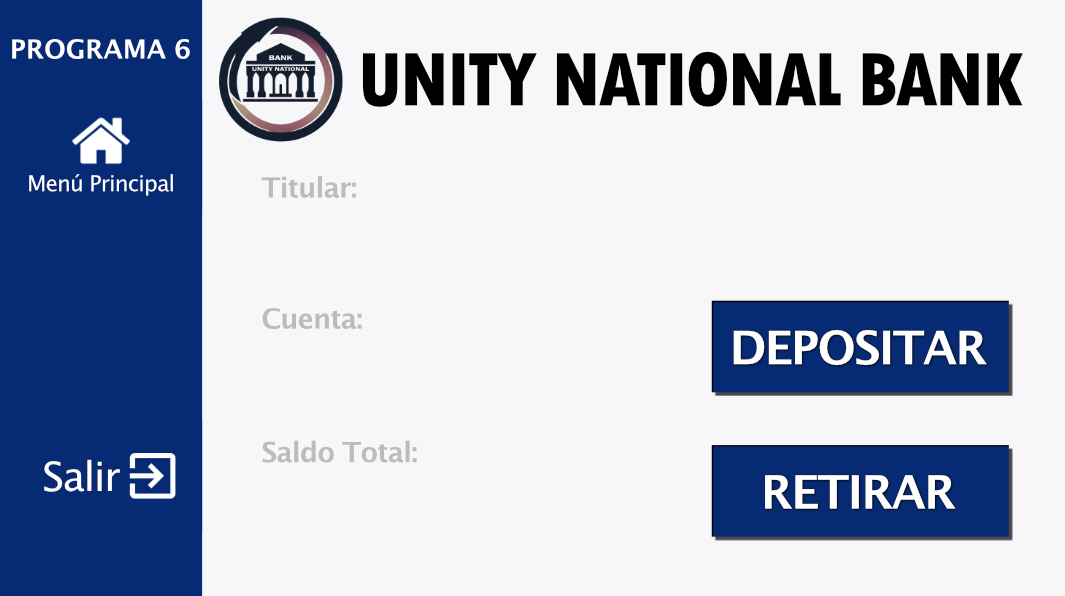 PROGRAMA 6
Menú Principal
Salir
BANK
UNITY NATIONAL
UNITY NATIONAL BANK
Titular:
Cuenta:
DEPOSITAR
Saldo Total:
RETIRAR